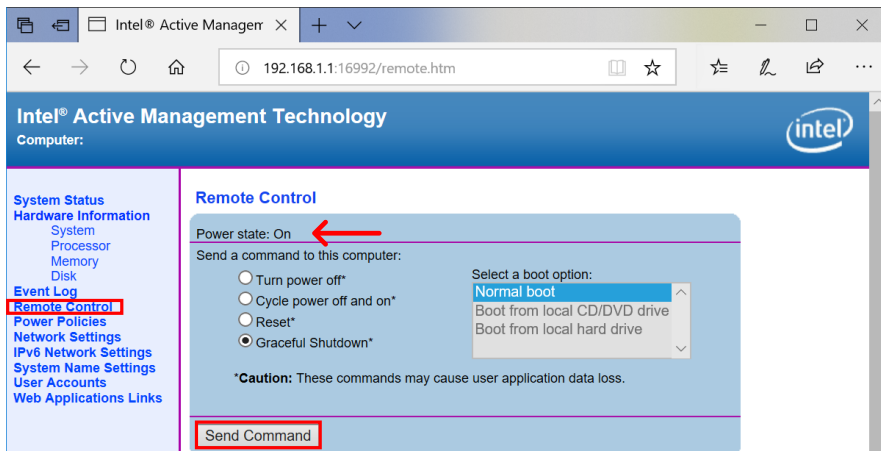 Intel® Active Managem
192.168.1.1:16992/remote.htm
Intel® Active Management Technology
Computer:
intel
System Status
Hardware Information
System
Processor
Memory
Disk
Event Log
Remote Control
Power Policies
Network Settings
IPv6 Network Settings
System Name Settings
User Accounts
Web Applications Links
Remote Control
Power state: On
Send a command to this computer:
Turn power off*
Cycle power off and on*
Reset*
Graceful Shutdown*
Select a boot option:
Normal boot
Boot from local CD/DVD drive
Boot from local hard drive
*Caution: These commands may cause user application data loss.
Send Command